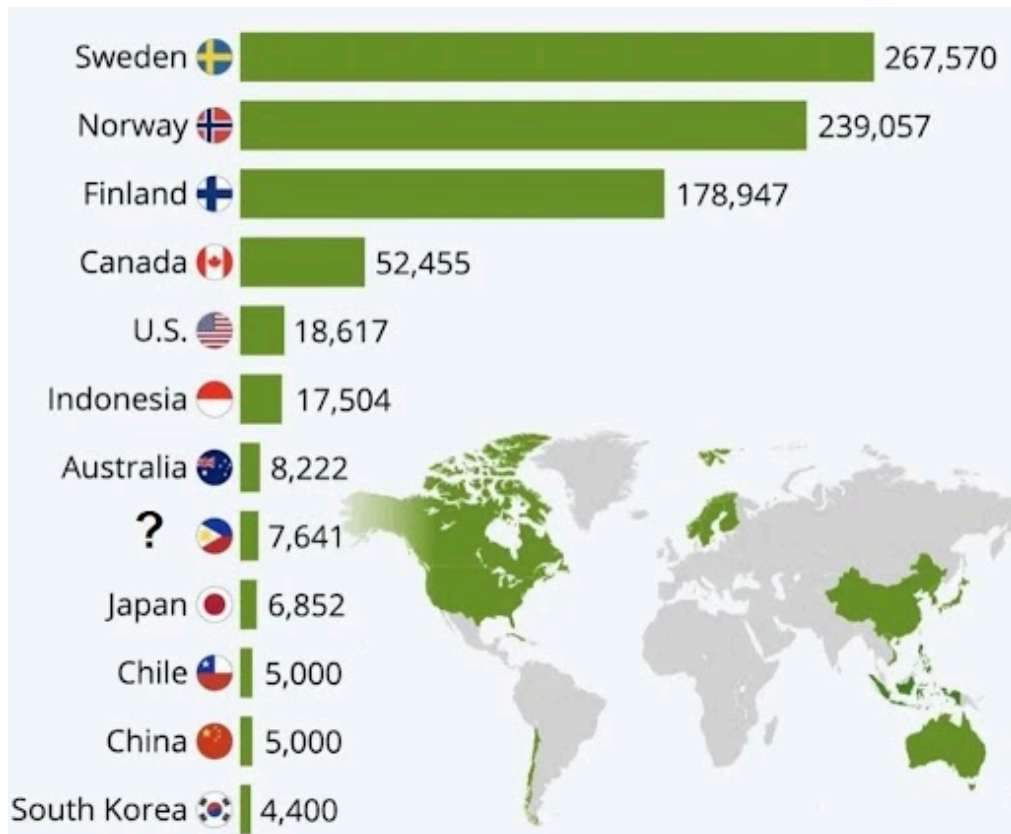 Sweden 267,570
Norway 239,057
Finland 178,947
Canada 52,455
U.S. 18,617
Indonesia 17,504
Australia 8,222
? 7,641
Japan 6,852
Chile 5,000
China 5,000
South Korea 4,400